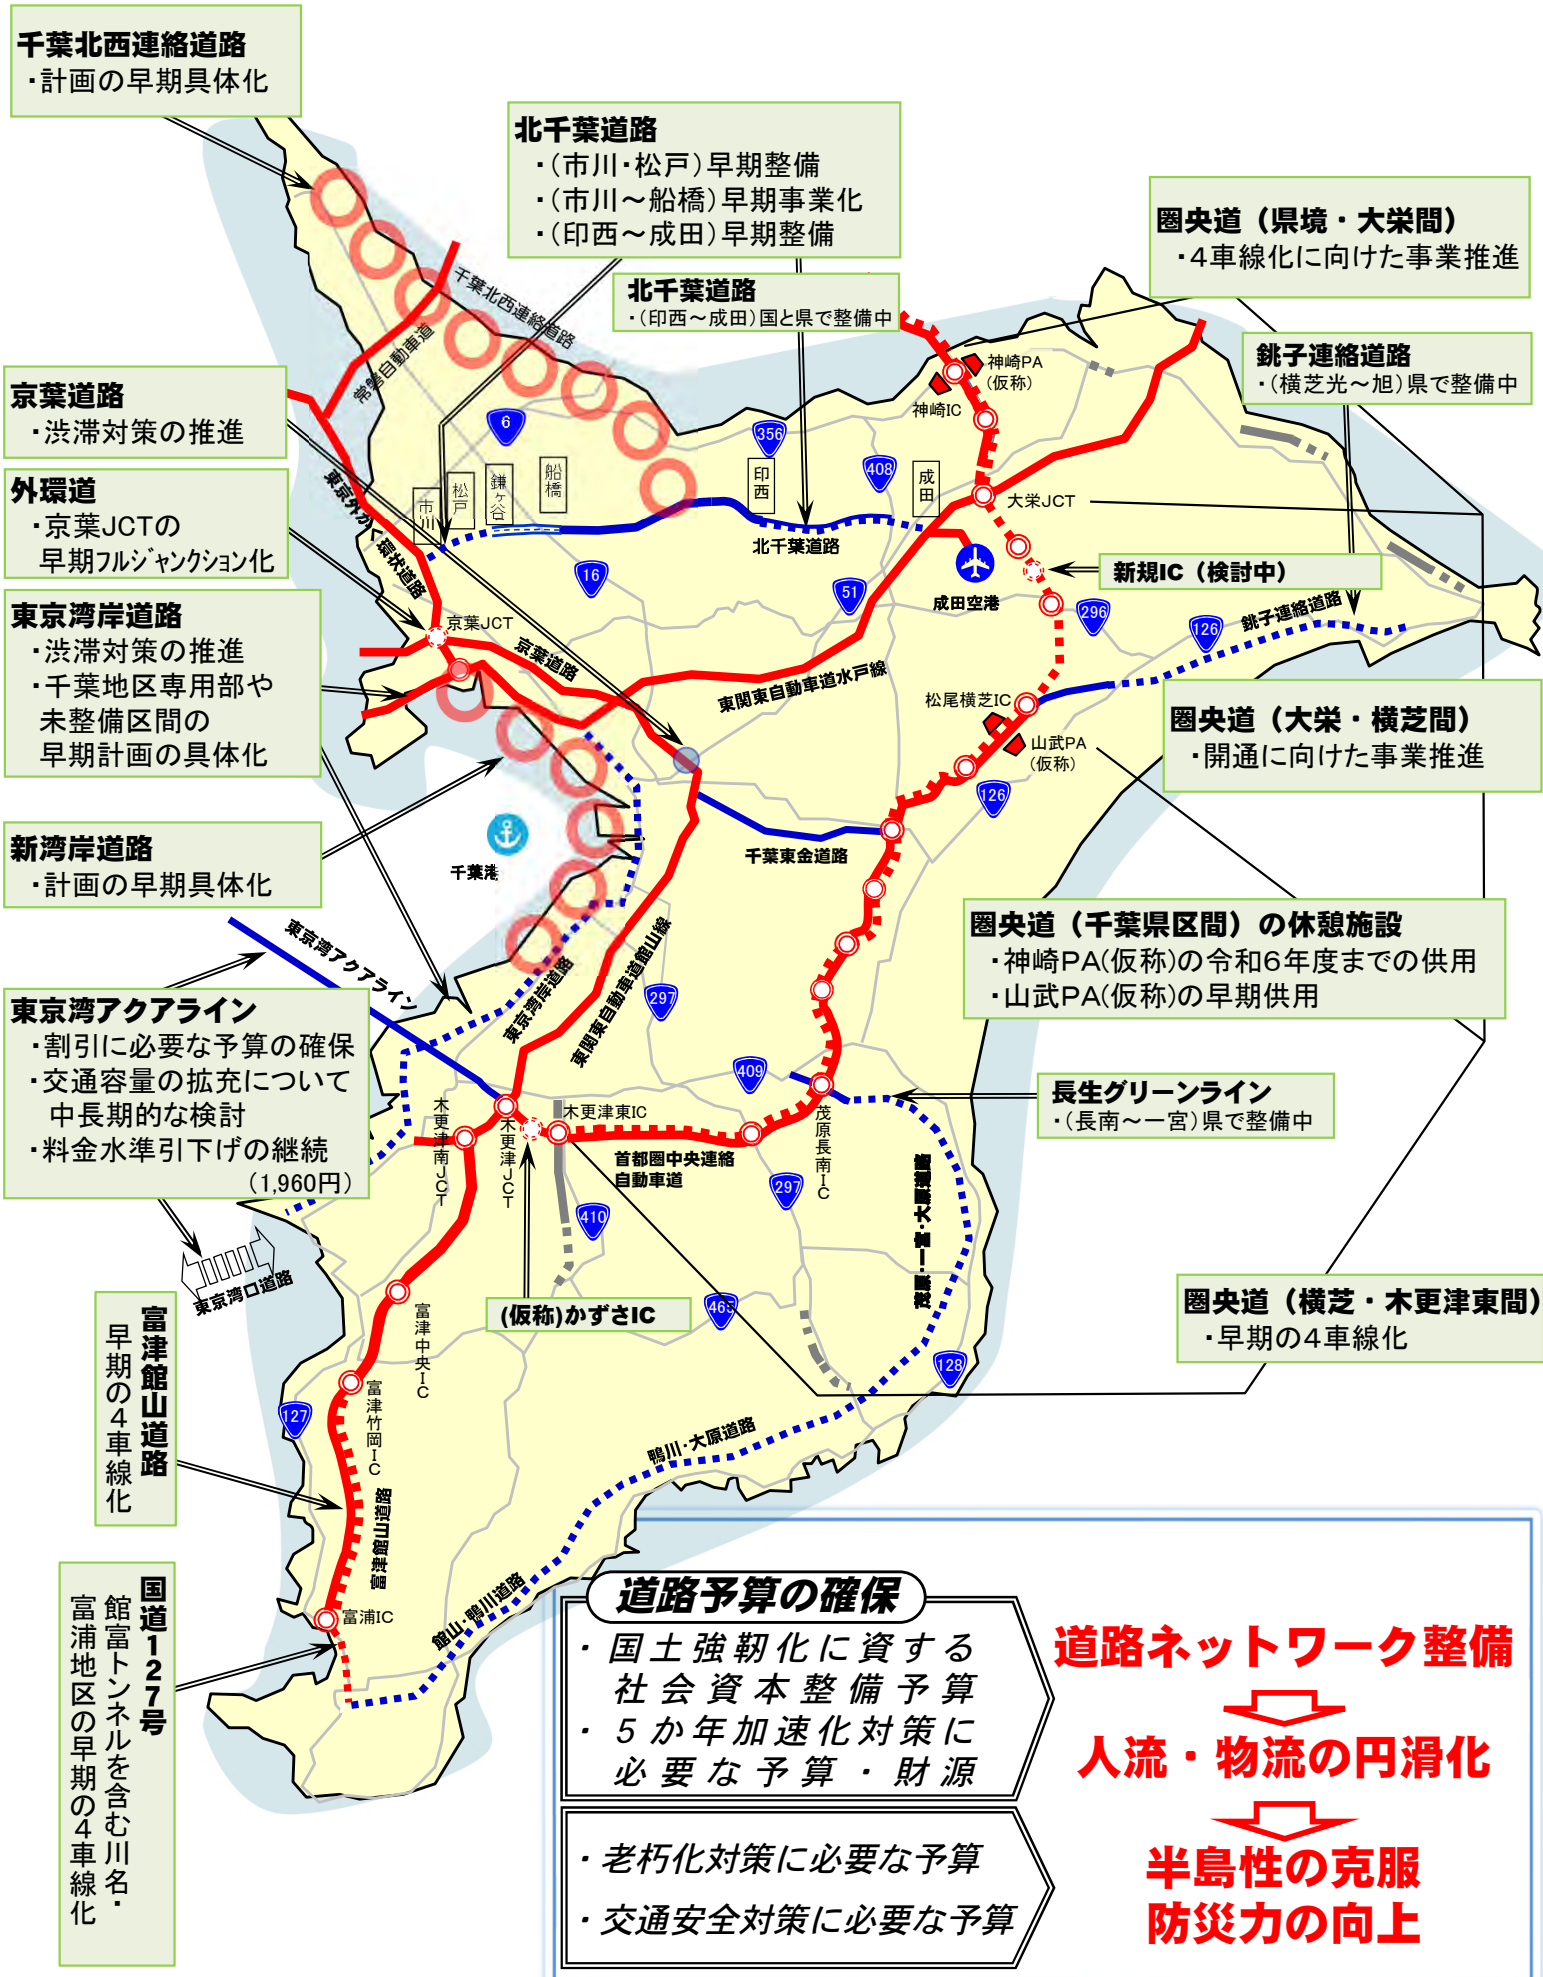 千葉北西連絡道路
・計画の早期具体化
北千葉道路
・(市川・松戸)早期整備
・(市川～船橋)早期事業化
・(印西～成田)早期整備
北千葉道路
・(印西～成田)国と県で整備中
圏央道（県境・大栄間）
・4車線化に向けた事業推進
銚子連絡道路
・(横芝光～旭)県で整備中
京葉道路
・渋滞対策の推進
外環道
・京葉JCTの
早期フルジャンクション化
東京湾岸道路
・渋滞対策の推進
・千葉地区専用部や
未整備区間の
早期計画の具体化
新湾岸道路
・計画の早期具体化
東京湾アクアライン
・割引に必要な予算の確保
・交通容量の拡充について
中長期的な検討
・料金水準引下げの継続
（1,960円）
富津館山道路
早期の4車線化
国道127号
館富トンネルを含む川名・
富浦地区の早期の4車線化
新規IC（検討中）
圏央道（大栄・横芝間）
・開通に向けた事業推進
圏央道（千葉県区間）の休憩施設
・神崎PA(仮称)の令和6年度までの供用
・山武PA(仮称)の早期供用
長生グリーンライン
・(長南～一宮)県で整備中
圏央道（横芝・木更津東間）
・早期の4車線化
(仮称)かずさIC
千葉北西連絡道路
常磐自動車道
東京外かく環状道路
市川
松戸
鎌ヶ谷
船橋
印西
成田
6
356
408
16
51
296
126
126
297
409
297
410
465
128
127
神崎PA
(仮称)
神崎IC
大栄JCT
北千葉道路
成田空港
京葉JCT
京葉道路
東関東自動車道水戸線
銚子連絡道路
松尾横芝IC
山武PA
(仮称)
千葉東金道路
千葉港
東京湾アクアライン
東京湾岸道路
東関東自動車道館山線
木更津東IC
木更津南JCT
木更津JCT
首都圏中央連絡
自動車道
茂原長南IC
茂原・一宮・大原道路
東京湾口道路
富津中央IC
富津竹岡IC
富津館山道路
富浦IC
鴨川・大原道路
館山・鴨川道路
道路予算の確保
・国土強靭化に資する
社会資本整備予算
・５か年加速化対策に
必要な予算・財源
・老朽化対策に必要な予算
・交通安全対策に必要な予算
道路ネットワーク整備
人流・物流の円滑化
半島性の克服
防災力の向上